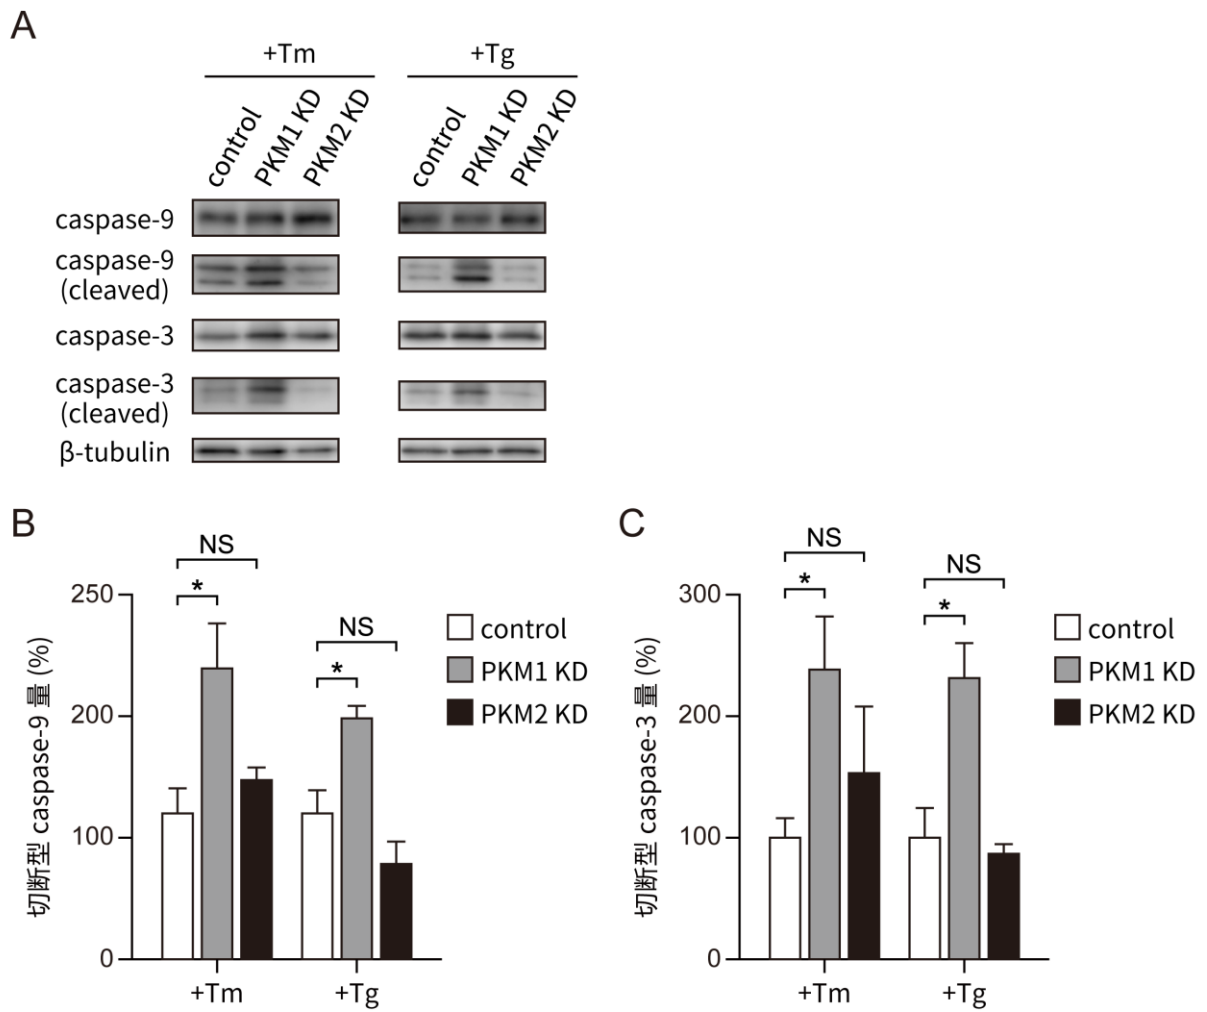 A
+Tm
+Tg
control
PKM1 KD
PKM2 KD
control
PKM1 KD
PKM2 KD
caspase-9
caspase-9
(cleaved)
caspase-3
caspase-3
(cleaved)
β-tubulin
B
切断型 caspase-9 量 (%)
250
200
100
0
NS
*
NS
*
+Tm
+Tg
control
PKM1 KD
PKM2 KD
C
切断型 caspase-3 量 (%)
300
200
100
0
NS
*
NS
*
+Tm
+Tg
control
PKM1 KD
PKM2 KD